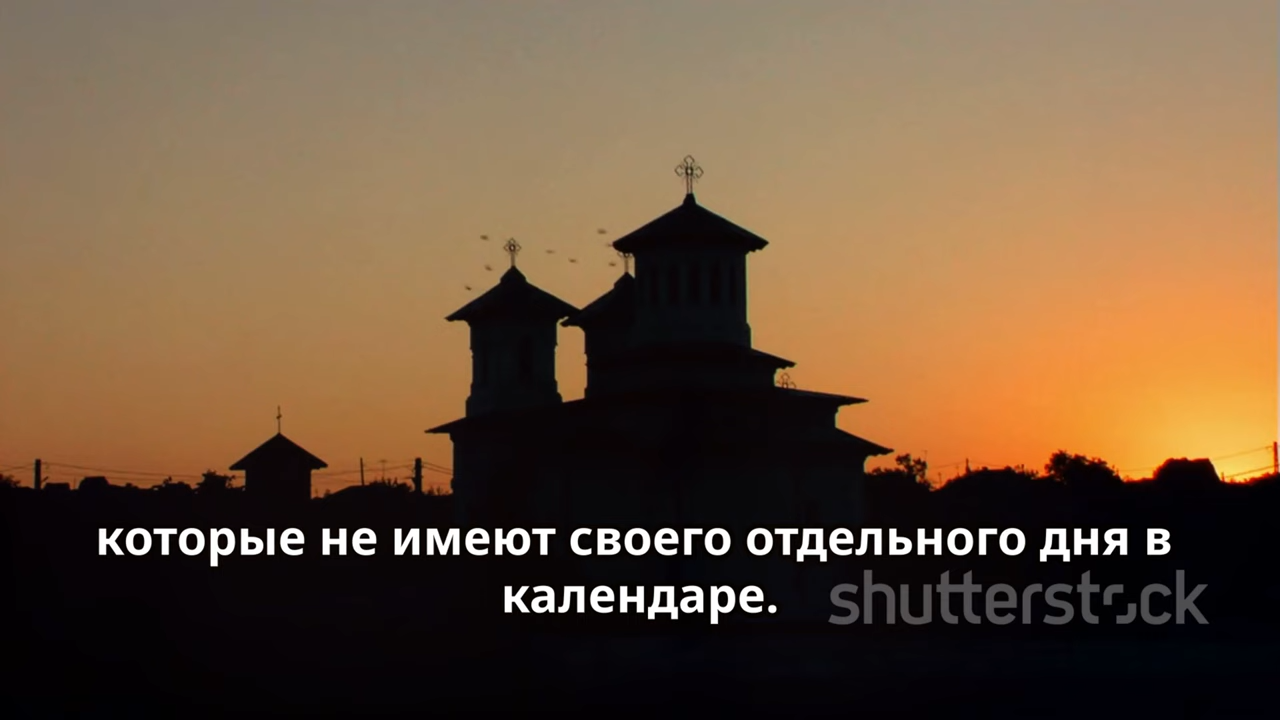 которые не имеют своего отдельного дня в
календаре.
shutterstock